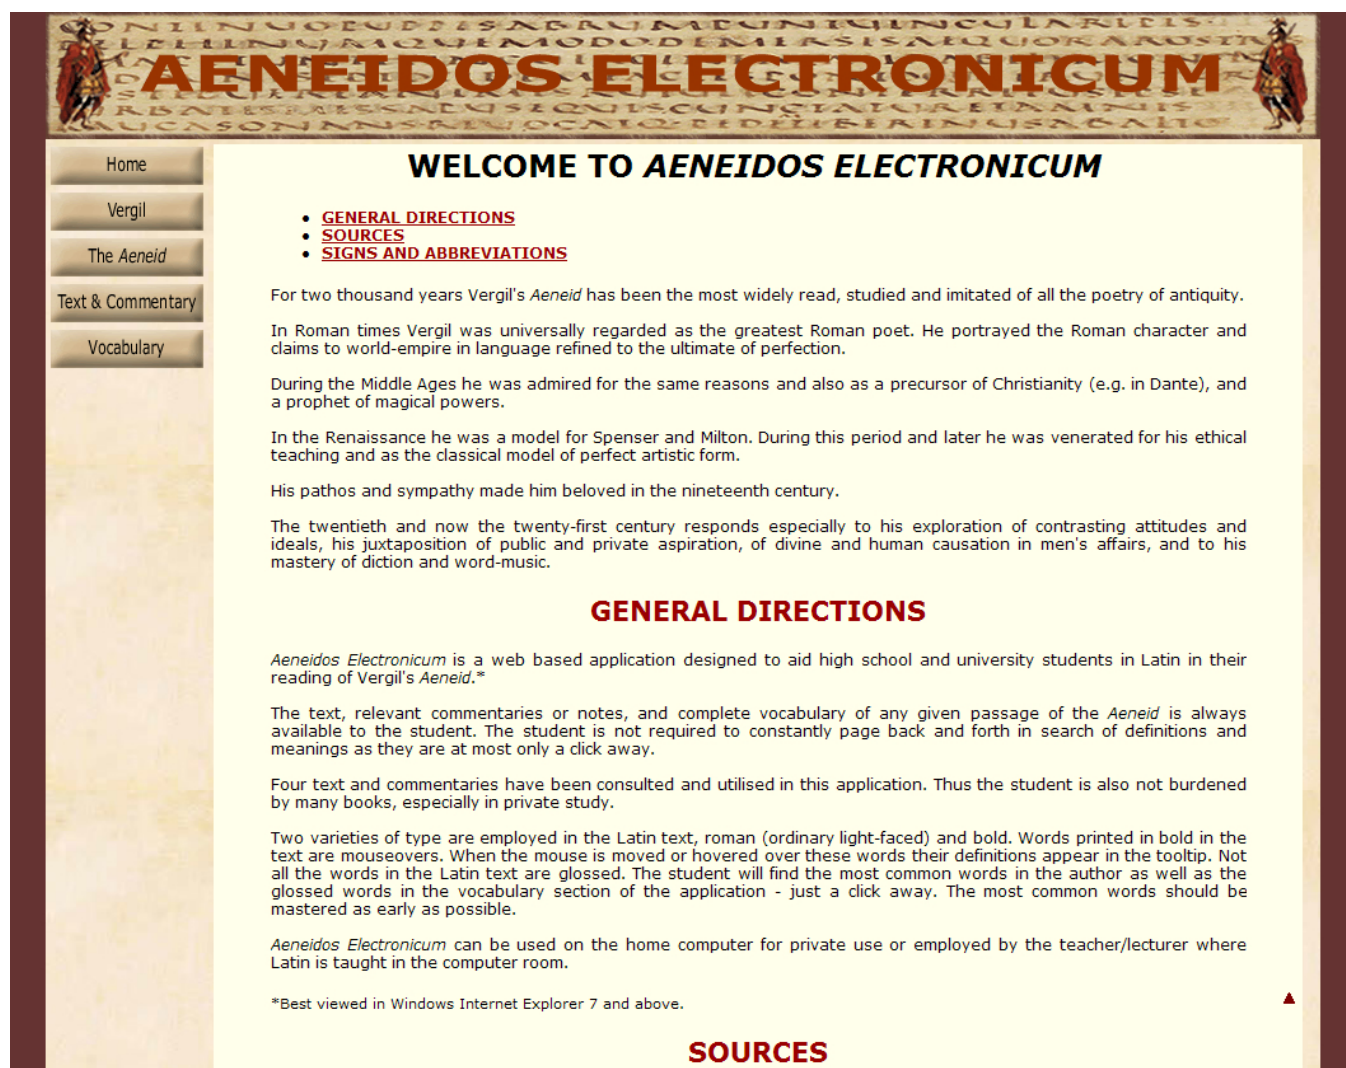 AENEIDOS ELECTRONICUM
Home
Vergil
The Aeneid
Text & Commentary
Vocabulary
WELCOME TO AENEIDOS ELECTRONICUM
• GENERAL DIRECTIONS
• SOURCES
• SIGNS AND ABBREVIATIONS
For two thousand years Vergil's Aeneid has been the most widely read, studied and imitated of all the poetry of antiquity.
In Roman times Vergil was universally regarded as the greatest Roman poet. He portrayed the Roman character and
claims to world-empire in language refined to the ultimate of perfection.
During the Middle Ages he was admired for the same reasons and also as a precursor of Christianity (e.g. in Dante), and
a prophet of magical powers.
In the Renaissance he was a model for Spenser and Milton. During this period and later he was venerated for his ethical
teaching and as the classical model of perfect artistic form.
His pathos and sympathy made him beloved in the nineteenth century.
The twentieth and now the twenty-first century responds especially to his exploration of contrasting attitudes and
ideals, his juxtaposition of public and private aspiration, of divine and human causation in men's affairs, and to his
mastery of diction and word-music.
GENERAL DIRECTIONS
Aeneidos Electronicum is a web based application designed to aid high school and university students in Latin in their
reading of Vergil's Aeneid.*
The text, relevant commentaries or notes, and complete vocabulary of any given passage of the Aeneid is always
available to the student. The student is not required to constantly page back and forth in search of definitions and
meanings as they are at most only a click away.
Four text and commentaries have been consulted and utilised in this application. Thus the student is also not burdened
by many books, especially in private study.
Two varieties of type are employed in the Latin text, roman (ordinary light-faced) and bold. Words printed in bold in the
text are mouseovers. When the mouse is moved or hovered over these words their definitions appear in the tooltip. Not
all the words in the Latin text are glossed. The student will find the most common words in the author as well as the
glossed words in the vocabulary section of the application - just a click away. The most common words should be
mastered as early as possible.
Aeneidos Electronicum can be used on the home computer for private use or employed by the teacher/lecturer where
Latin is taught in the computer room.
*Best viewed in Windows Internet Explorer 7 and above.
SOURCES